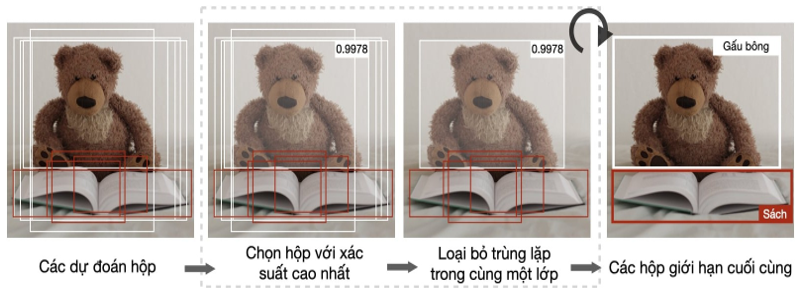 0.9978
0.9978
Gấu bông
Sách
Các dự đoán hộp
Chọn hộp với xác
suất cao nhất
Loại bỏ trùng lặp
trong cùng một lớp
Các hộp giới hạn cuối cùng